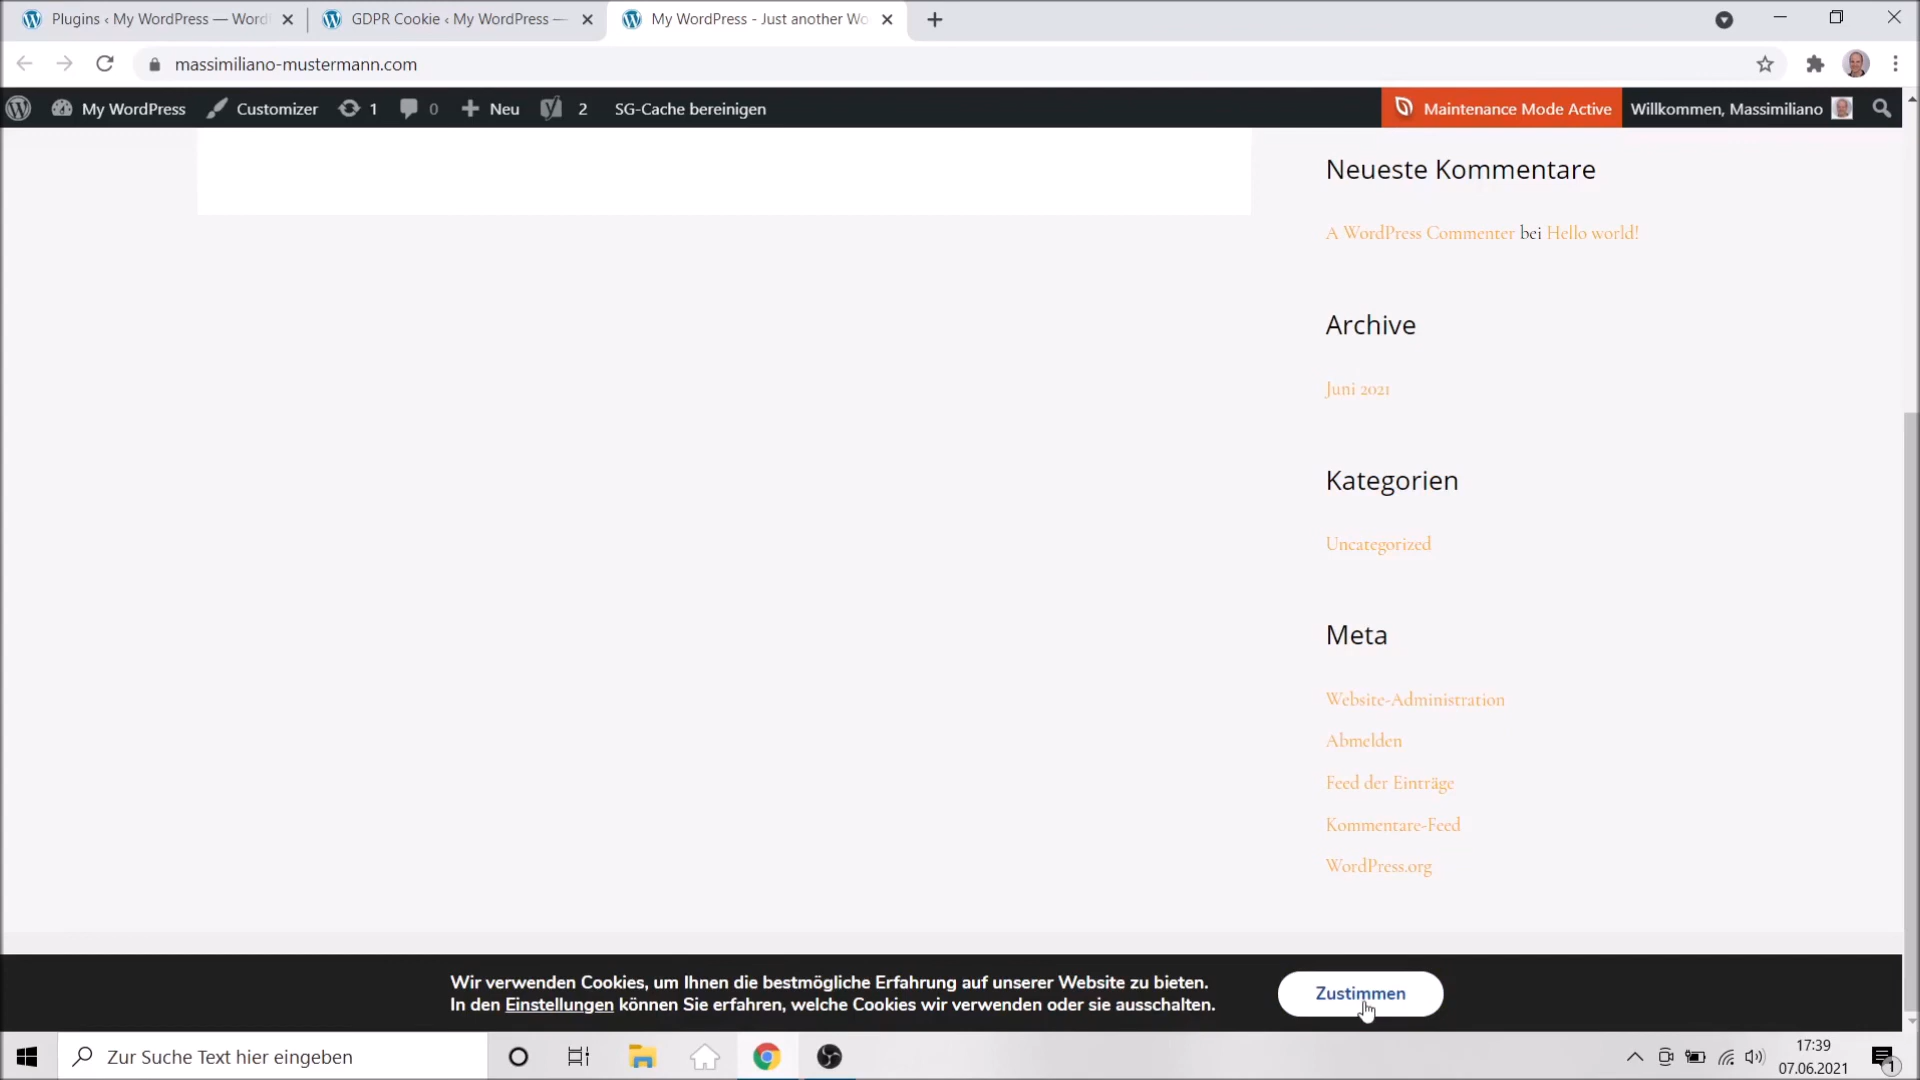 Plugins ‹ My WordPress — Word
GDPR Cookie ‹ My WordPress —
My WordPress - Just another Wo
massimiliano-mustermann.com
My WordPress
Customizer
1
0
Neu
2
SG-Cache bereinigen
Maintenance Mode Active
Willkommen, Massimiliano
Neueste Kommentare
A WordPress Commenter bei Hello world!
Archive
Juni 2021
Kategorien
Uncategorized
Meta
Website-Administration
Abmelden
Feed der Einträge
Kommentare-Feed
WordPress.org
Wir verwenden Cookies, um Ihnen die bestmögliche Erfahrung auf unserer Website zu bieten.
In den Einstellungen können Sie erfahren, welche Cookies wir verwenden oder sie ausschalten.
Zustimmen
Zur Suche Text hier eingeben
17:39
07.06.2021
1